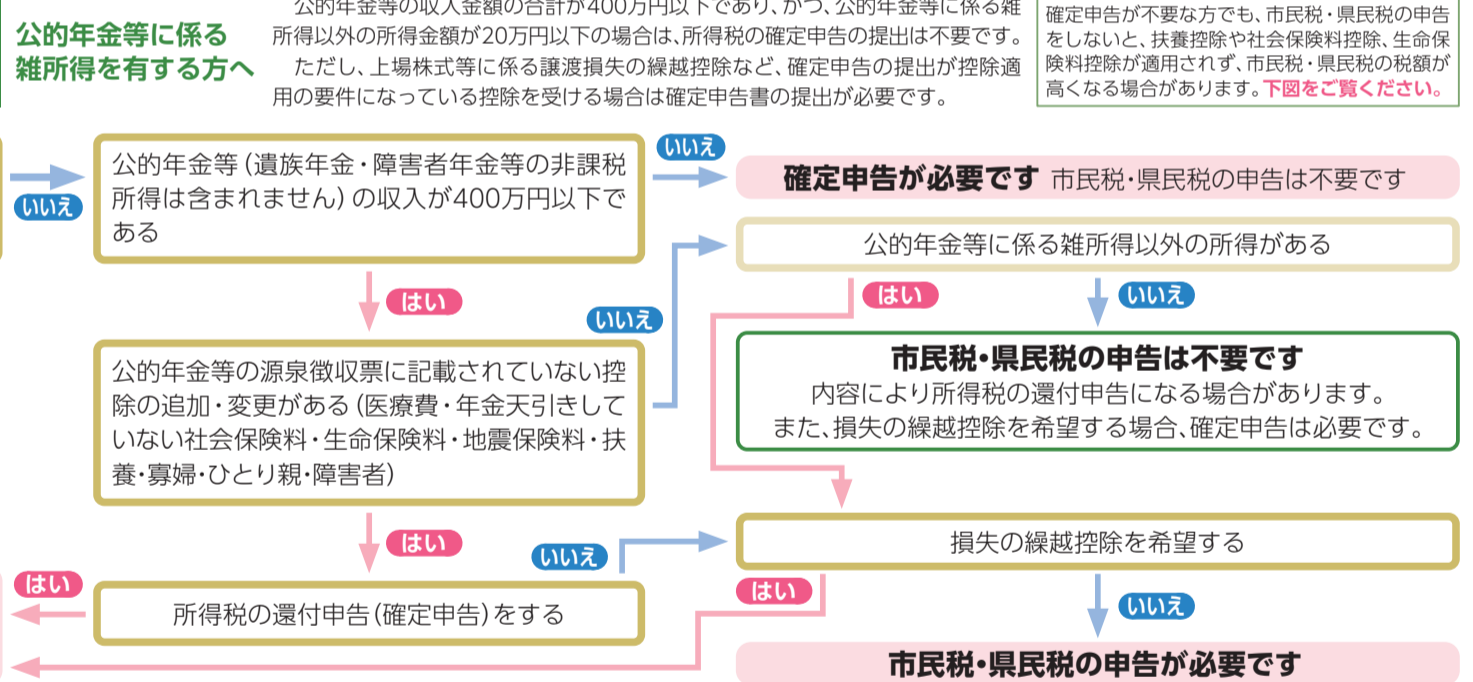 公的年金等に係る
雑所得を有する方へ
公的年金等の収入金額の合計が400万円以下であり、かつ、公的年金等に係る雑
所得以外の所得金額が20万円以下の場合は、所得税の確定申告の提出は不要です。
ただし、上場株式等に係る譲渡損失の繰越控除など、確定申告の提出が控除適
用の要件になっている控除を受ける場合は確定申告書の提出が必要です。
確定申告が不要な方でも、市民税・県民税の申告
をしないと、扶養控除や社会保険料控除、生命保
険料控除が適用されず、市民税・県民税の税額が
高くなる場合があります。下図をご覧ください。
いいえ
公的年金等（遺族年金・障害者年金等の非課税
所得は含まれません）の収入が400万円以下で
ある
いいえ
確定申告が必要です 市民税・県民税の申告は不要です
公的年金等に係る雑所得以外の所得がある
はい
いいえ
はい
いいえ
公的年金等の源泉徴収票に記載されていない控
除の追加・変更がある（医療費・年金天引きして
いない社会保険料・生命保険料・地震保険料・扶
養・寡婦・ひとり親・障害者）
市民税・県民税の申告は不要です
内容により所得税の還付申告になる場合があります。
また、損失の繰越控除を希望する場合、確定申告は必要です。
はい
いいえ
損失の繰越控除を希望する
はい
所得税の還付申告（確定申告）をする
はい
いいえ
市民税・県民税の申告が必要です